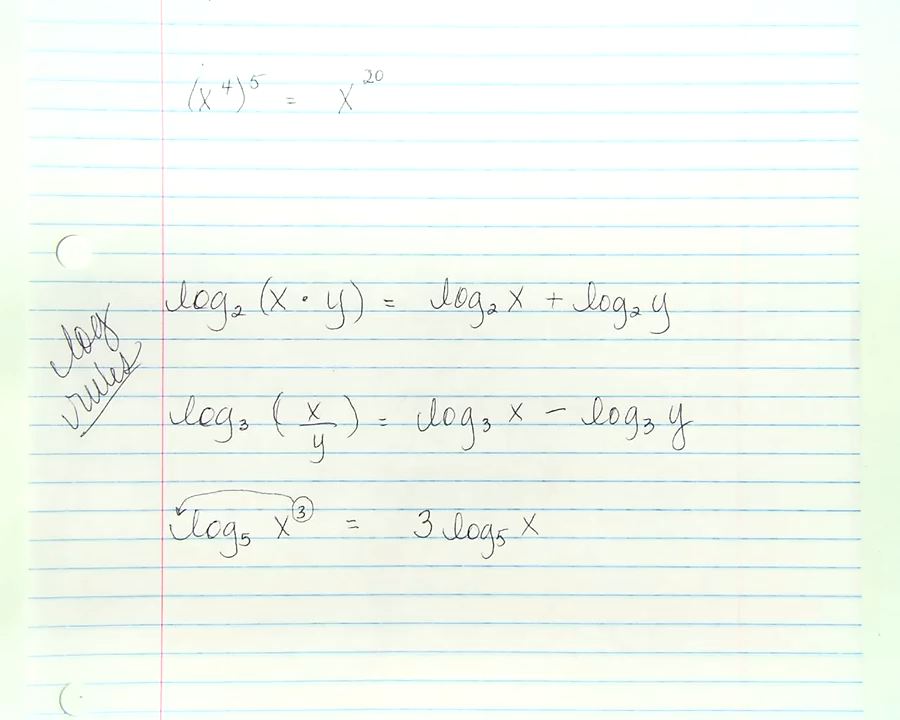 (x⁴)⁵ = x²⁰
log₂ (x · y) = log₂ x + log₂ y
log
rules
log₃ (x/y) = log₃ x − log₃ y
log₅ x³ = 3 log₅ x